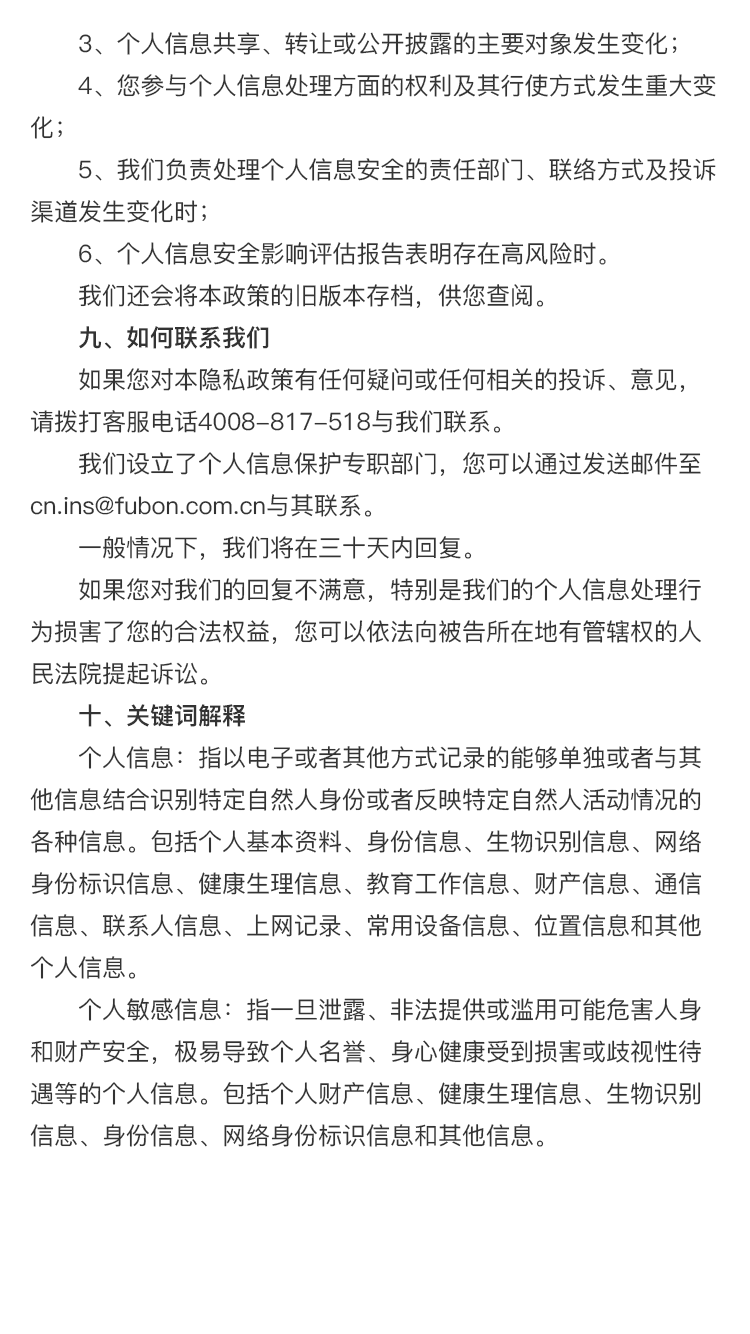 3、个人信息共享、转让或公开披露的主要对象发生变化；
4、您参与个人信息处理方面的权利及其行使方式发生重大变
化；
5、我们负责处理个人信息安全的责任部门、联络方式及投诉
渠道发生变化时；
6、个人信息安全影响评估报告表明存在高风险时。
我们还会将本政策的旧版本存档，供您查阅。
九、如何联系我们
如果您对本隐私政策有任何疑问或任何相关的投诉、意见，
请拨打客服电话4008-817-518与我们联系。
我们设立了个人信息保护专职部门，您可以通过发送邮件至
cn.ins@fubon.com.cn与其联系。
一般情况下，我们将在三十天内回复。
如果您对我们的回复不满意，特别是我们的个人信息处理行
为损害了您的合法权益，您可以依法向被告所在地有管辖权的人
民法院提起诉讼。
十、关键词解释
个人信息：指以电子或者其他方式记录的能够单独或者与其
他信息结合识别特定自然人身份或者反映特定自然人活动情况的
各种信息。包括个人基本资料、身份信息、生物识别信息、网络
身份标识信息、健康生理信息、教育工作信息、财产信息、通信
信息、联系人信息、上网记录、常用设备信息、位置信息和其他
个人信息。
个人敏感信息：指一旦泄露、非法提供或滥用可能危害人身
和财产安全，极易导致个人名誉、身心健康受到损害或歧视性待
遇等的个人信息。包括个人财产信息、健康生理信息、生物识别
信息、身份信息、网络身份标识信息和其他信息。